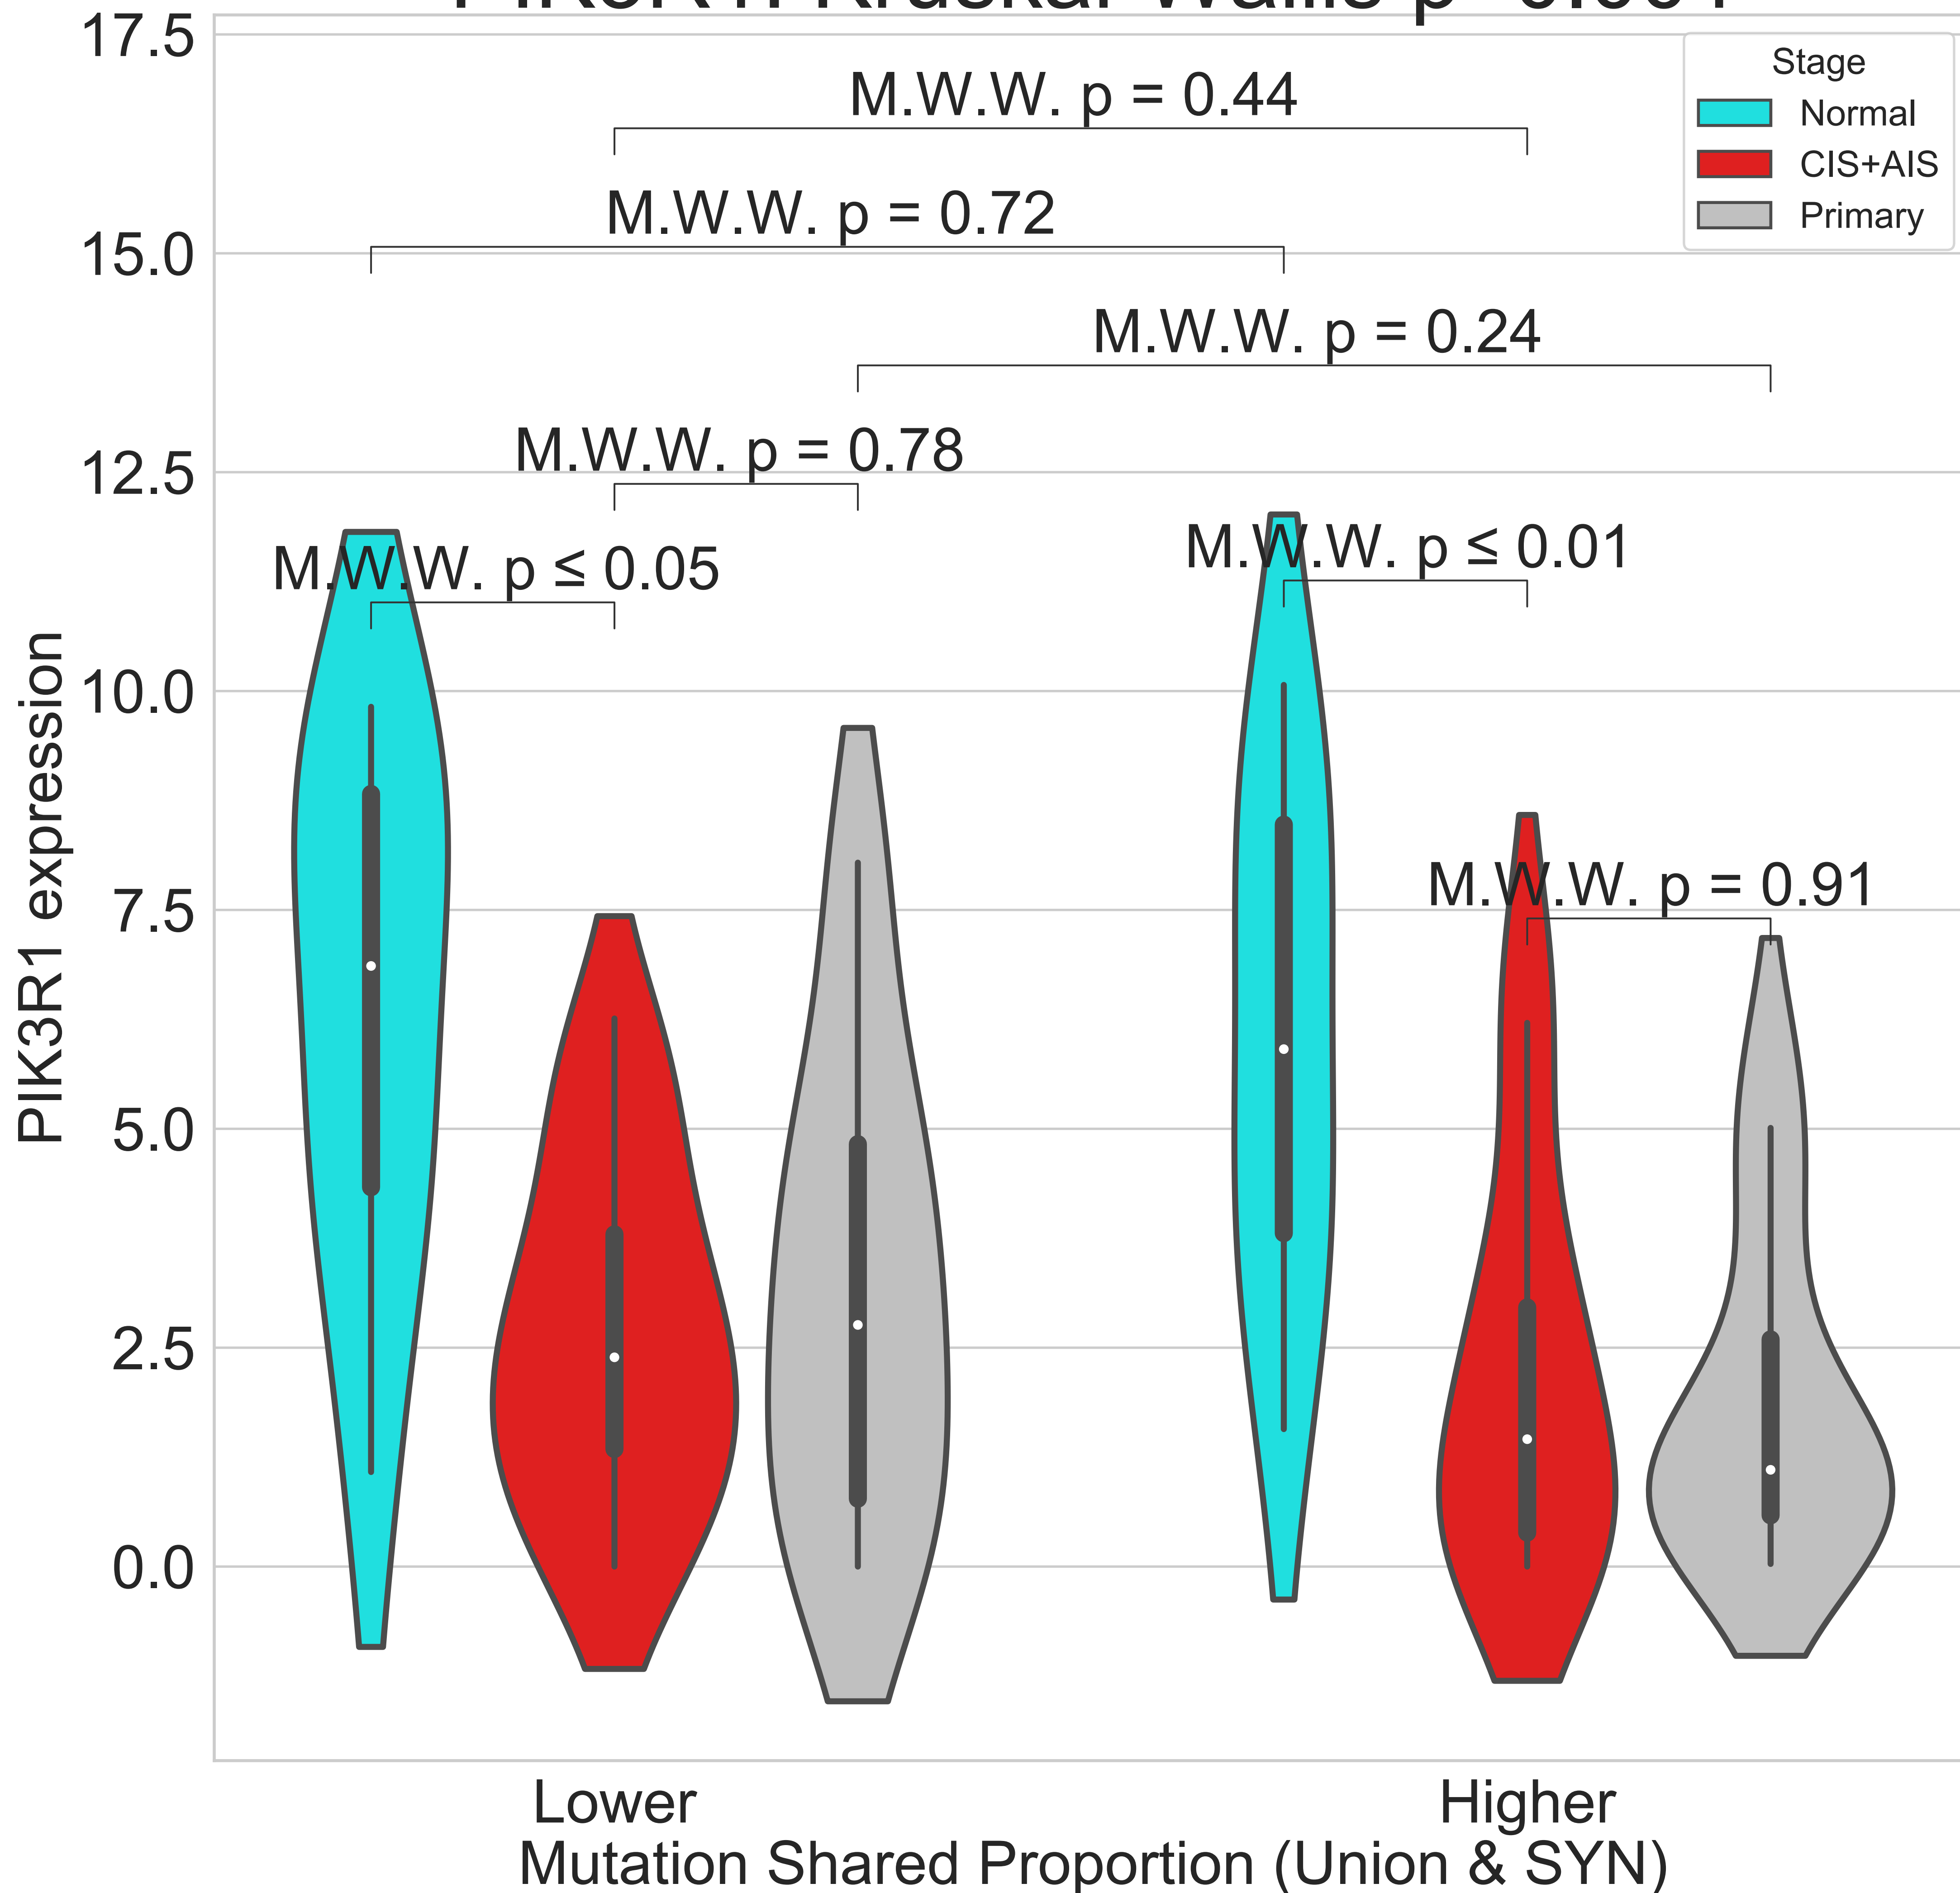 17.5
Stage
Normal
CIS+AIS
Primary
M.W.W. p = 0.44
M.W.W. p = 0.72
15.0
M.W.W. p = 0.24
M.W.W. p = 0.78
12.5
M.W.W. p ≤ 0.05
M.W.W. p ≤ 0.01
10.0
M.W.W. p = 0.91
7.5
PIK3R1 expression
5.0
2.5
0.0
Lower
Higher
Mutation Shared Proportion (Union & SYN)